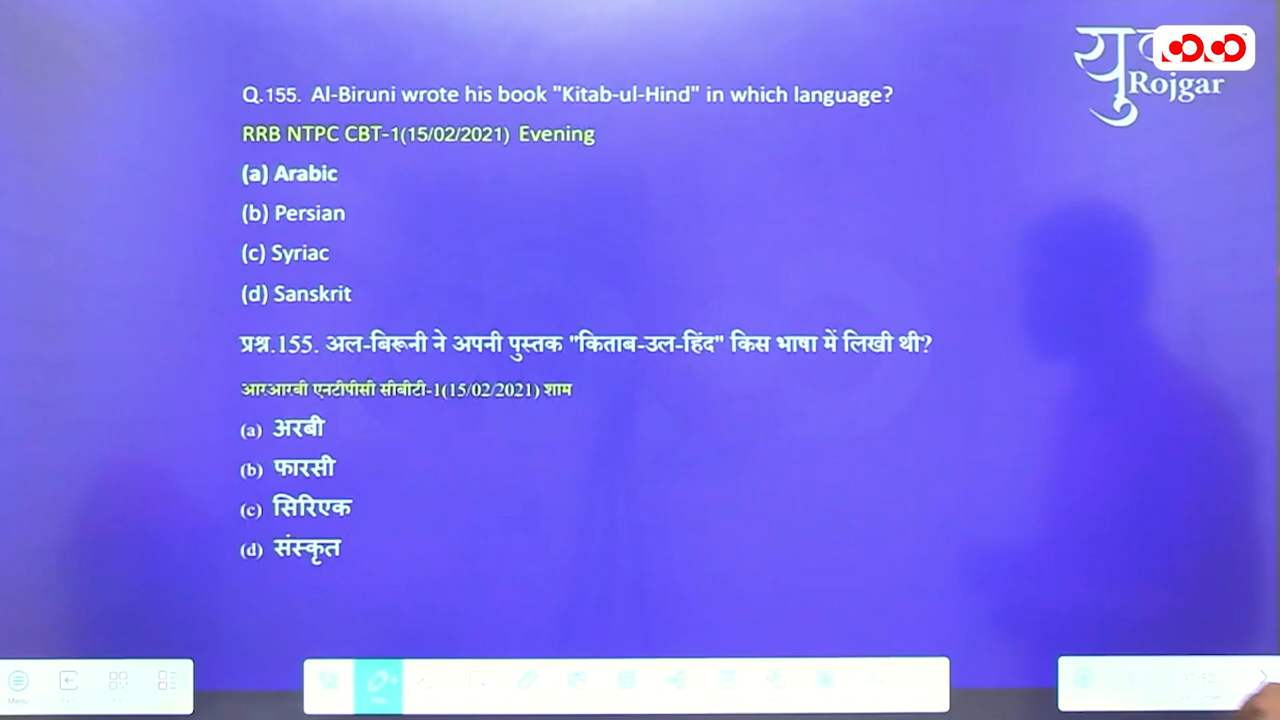 Q.155. Al-Biruni wrote his book "Kitab-ul-Hind" in which language?
RRB NTPC CBT-1(15/02/2021) Evening
(a) Arabic
(b) Persian
(c) Syriac
(d) Sanskrit
प्रश्न.155. अल-बिरूनी ने अपनी पुस्तक "किताब-उल-हिंद" किस भाषा में लिखी थी?
आरआरबी एनटीपीसी सीबीटी-1(15/02/2021) शाम
(a) अरबी
(b) फारसी
(c) सिरिएक
(d) संस्कृत
Rojgar
Menu